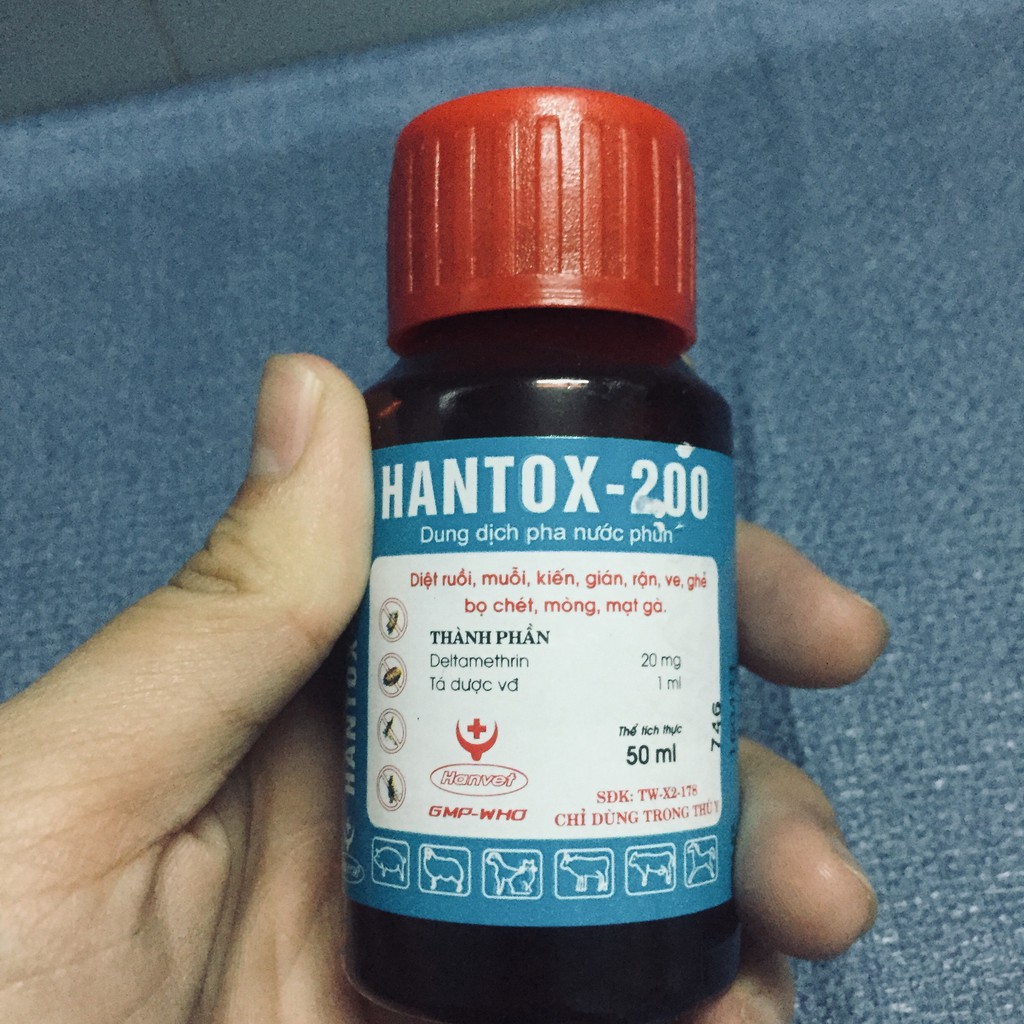 HANTOX-200
Dung dịch pha nước phun
Diệt ruồi, muỗi, kiến, gián, rận, ve, ghẻ
bọ chét, mòng, mạt gà.
THÀNH PHẦN
Deltamethrin 20 mg
Tá dược vđ 1 ml
Thể tích thực
50 ml
Hanvet
GMP-WHO
SĐK: TW-X2-178
CHỈ DÙNG TRONG THÚ Y
HANTOX
746